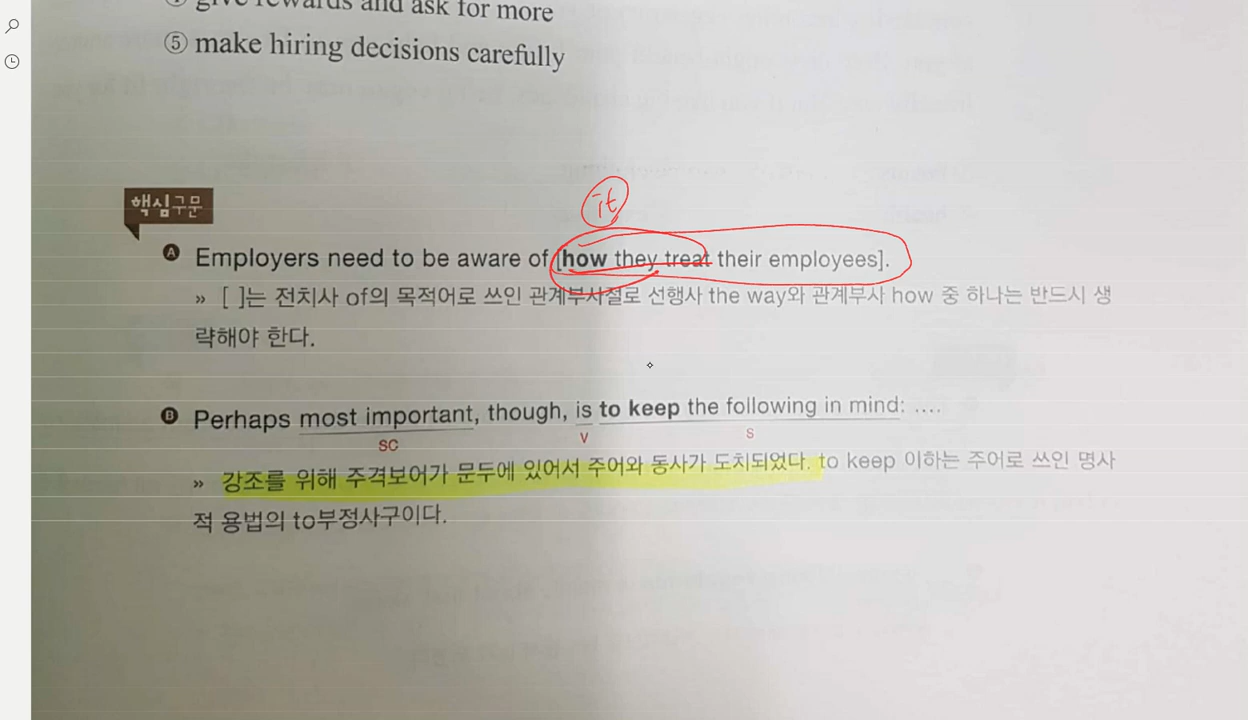 give rewards and ask for more
⑤ make hiring decisions carefully
핵심구문
it
A Employers need to be aware of [how they treat their employees].
» [ ]는 전치사 of의 목적어로 쓰인 관계부사절로 선행사 the way와 관계부사 how 중 하나는 반드시 생
략해야 한다.
B Perhaps most important, though, is to keep the following in mind: ....
SC V S
» 강조를 위해 주격보어가 문두에 있어서 주어와 동사가 도치되었다. to keep 이하는 주어로 쓰인 명사
적 용법의 to부정사구이다.